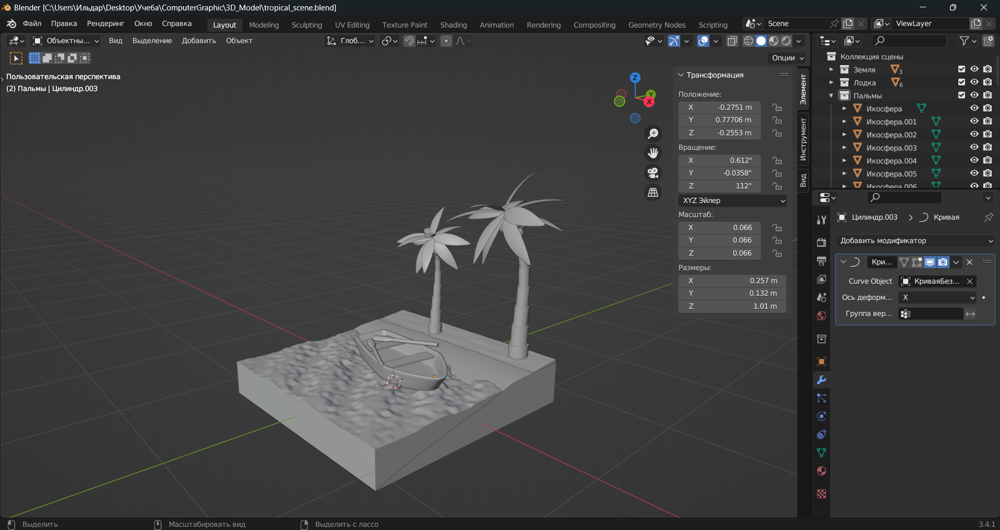 Blender [C:\Users\Ильдар\Desktop\Учеба\ComputerGraphic\3D_Model\tropical_scene.blend]
Файл Правка Рендеринг Окно Справка Layout Modeling Sculpting UV Editing Texture Paint Shading Animation Rendering Compositing Geometry Nodes Scripting Scene ViewLayer
Объектны... Вид Выделение Добавить Объект Глоб...
Опции
Пользовательская перспектива
(2) Пальмы | Цилиндр.003
Z
Y
X
Трансформация
Положение:
X -0.2751 m
Y 0.77706 m
Z -0.2553 m
Вращение:
X 0.612°
Y -0.0358°
Z 112°
XYZ Эйлер
Масштаб:
X 0.066
Y 0.066
Z 0.066
Размеры:
X 0.257 m
Y 0.132 m
Z 1.01 m
Элемент
Инструмент
Вид
Коллекция сцены
Земля 3
Лодка 6
Пальмы
Икосфера
Икосфера.001
Икосфера.002
Икосфера.003
Икосфера.004
Икосфера.005
Икосфера.006
Цилиндр.003 Кривая
Добавить модификатор
Кри...
Curve Object КриваяБез...
Ось деформ... X
Группа вер...
Выделить Масштабировать вид Выделить с лассо 3.4.1